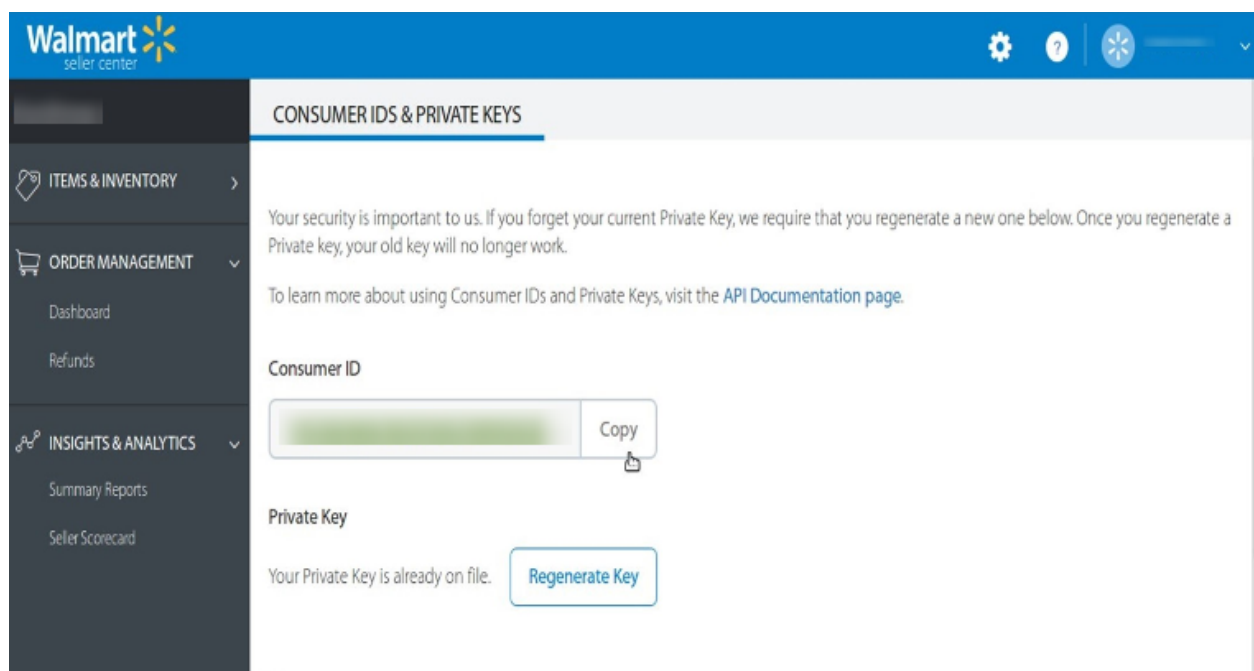 Walmart
seller center
?
CONSUMER IDS & PRIVATE KEYS
ITEMS & INVENTORY
ORDER MANAGEMENT
Dashboard
Refunds
INSIGHTS & ANALYTICS
Summary Reports
Seller Scorecard
Your security is important to us. If you forget your current Private Key, we require that you regenerate a new one below. Once you regenerate a
Private key, your old key will no longer work.
To learn more about using Consumer IDs and Private Keys, visit the API Documentation page.
Consumer ID
Copy
Private Key
Your Private Key is already on file. Regenerate Key